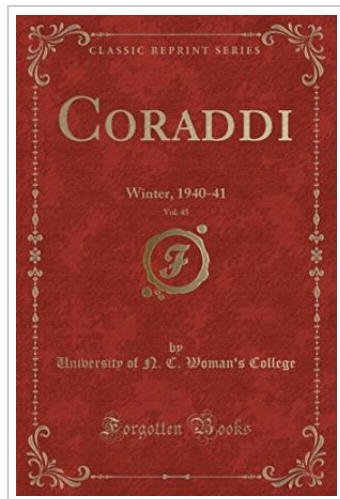 CLASSIC REPRINT SERIES
CORADDI
Winter, 1940-41
Vol. 45
F
by
University of N. C. Woman's College
Forgotten Books